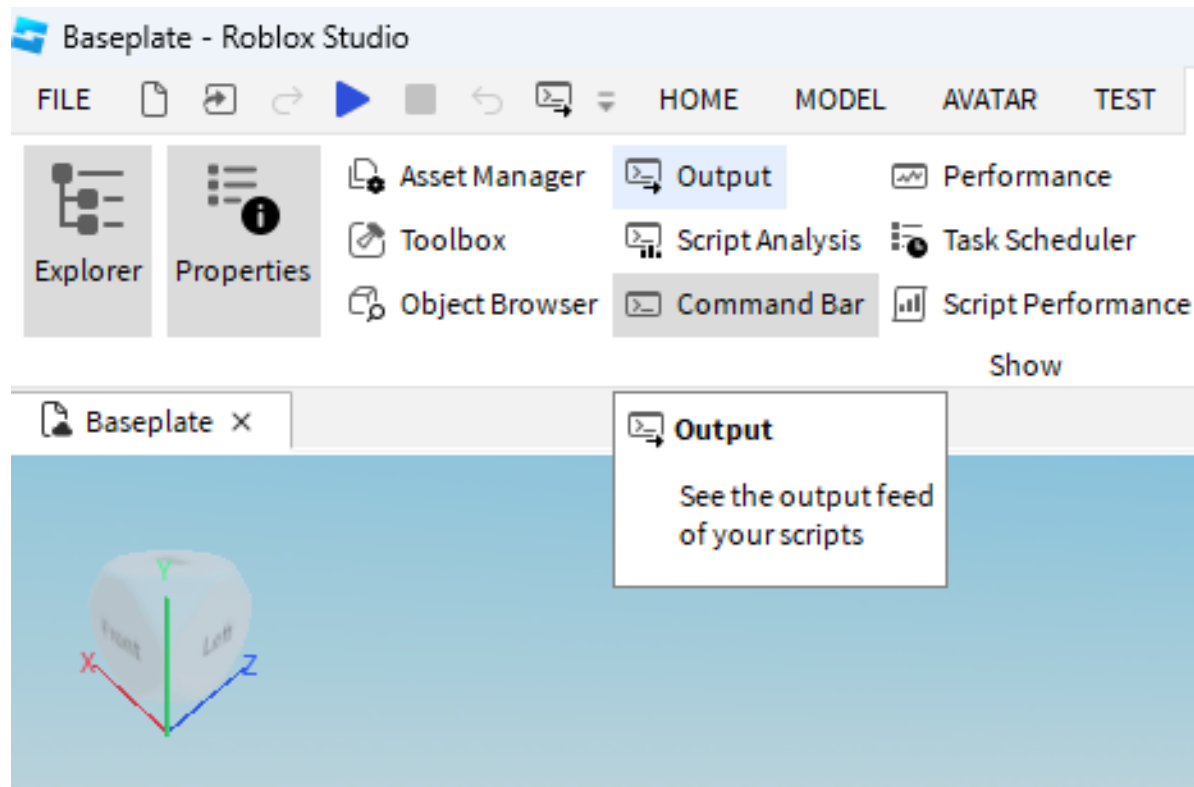 Baseplate - Roblox Studio
FILE HOME MODEL AVATAR TEST
Asset Manager Output Performance
Toolbox Script Analysis Task Scheduler
Explorer Properties
Object Browser Command Bar Script Performance
Show
Baseplate ×
Output
See the output feed
of your scripts
Y
Front Left
X Z